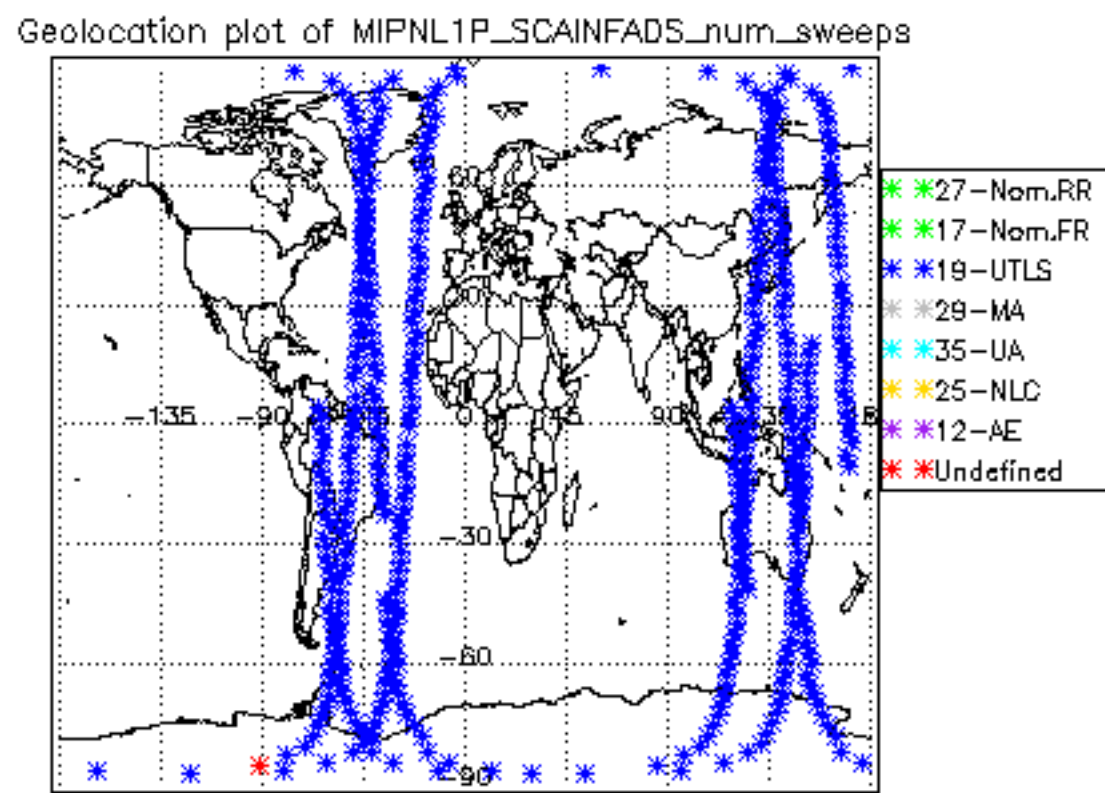 Geolocation plot of MIPNL1P_SCAINFADS_num_sweeps
60
-135 -90 0 90
-30
-60
-90
27-Nom.RR
17-Nom.FR
19-UTLS
29-MA
35-UA
25-NLC
12-AE
Undefined